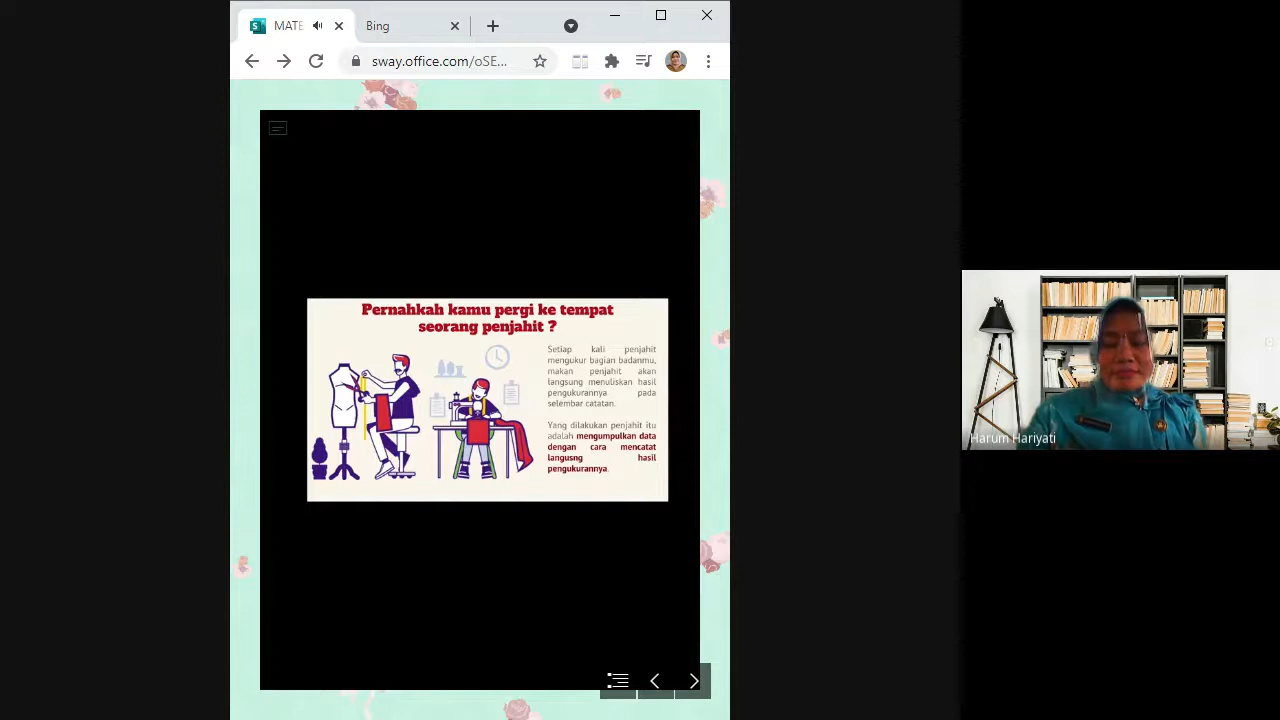 MATE
Bing
sway.office.com/oSE...
Pernahkah kamu pergi ke tempat
seorang penjahit ?
Setiap kali penjahit
mengukur bagian badanmu,
makan penjahit akan
langsung menuliskan hasil
pengukurannya pada
selembar catatan.
Yang dilakukan penjahit itu
adalah mengumpulkan data
dengan cara mencatat
langusng hasil
pengukurannya.
Harum Hariyati